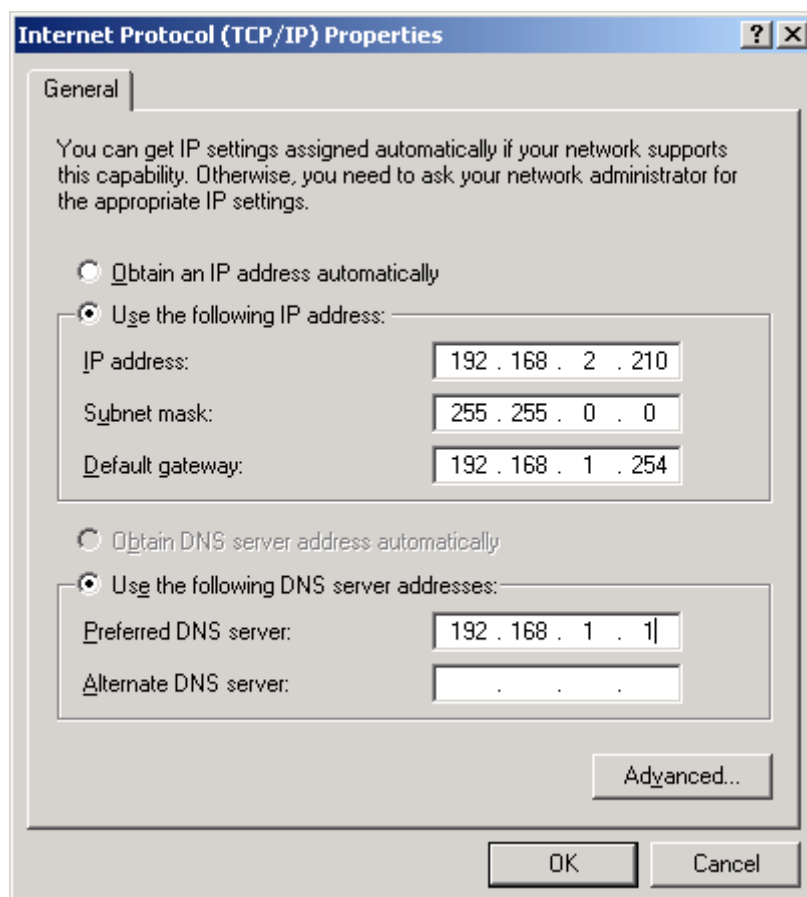 Internet Protocol (TCP/IP) Properties
General
You can get IP settings assigned automatically if your network supports
this capability. Otherwise, you need to ask your network administrator for
the appropriate IP settings.
Obtain an IP address automatically
Use the following IP address:
IP address: 192 . 168 . 2 . 210
Subnet mask: 255 . 255 . 0 . 0
Default gateway: 192 . 168 . 1 . 254
Obtain DNS server address automatically
Use the following DNS server addresses:
Preferred DNS server: 192 . 168 . 1 . 1
Alternate DNS server: . . .
Advanced...
OK Cancel